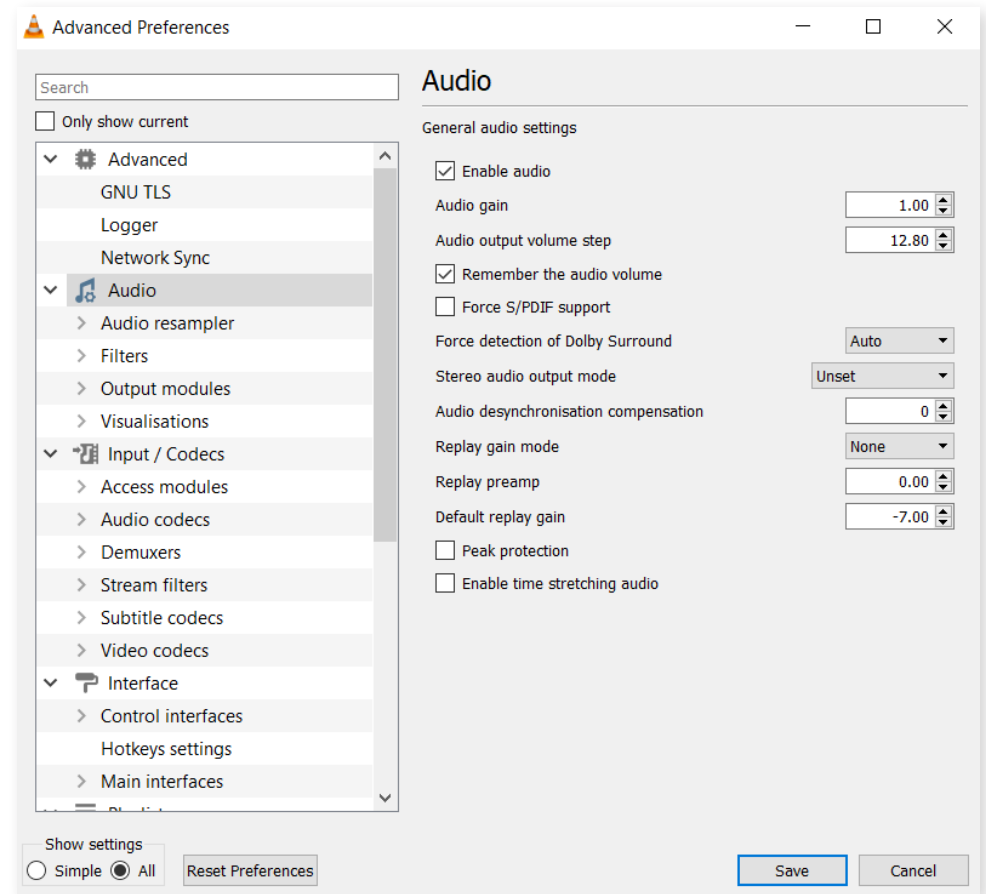 Advanced Preferences
Search
Only show current
Advanced
GNU TLS
Logger
Network Sync
Audio
Audio resampler
Filters
Output modules
Visualisations
Input / Codecs
Access modules
Audio codecs
Demuxers
Stream filters
Subtitle codecs
Video codecs
Interface
Control interfaces
Hotkeys settings
Main interfaces
Audio
General audio settings
Enable audio
Audio gain 1.00
Audio output volume step 12.80
Remember the audio volume
Force S/PDIF support
Force detection of Dolby Surround Auto
Stereo audio output mode Unset
Audio desynchronisation compensation 0
Replay gain mode None
Replay preamp 0.00
Default replay gain -7.00
Peak protection
Enable time stretching audio
Show settings
Simple All Reset Preferences Save Cancel